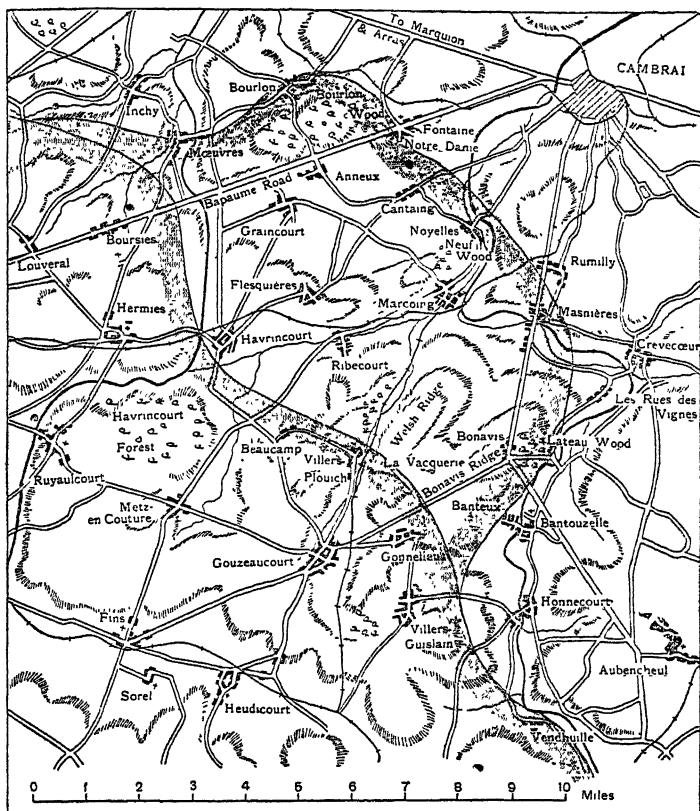 To Marquion
& Arras
CAMBRAI
Bourlon
Bourlon
Wood
Inchy
Fontaine
Notre Dame
Mœuvres
Anneux
Bapaume Road
Cantaing
Graincourt
Boursies
Noyelles
Neuf
Wood
Louveral
Rumilly
Flesquières
Marcoing
Hermies
Masnières
Havrincourt
Crevecœur
Ribecourt
Les Rues des
Vignes
Havrincourt
Forest
Welsh Ridge
Bonavis
Lateau Wood
Beaucamp
Villers
Plouich
La Vacquerie
Bonavis Ridge
Ruyaulcourt
Metz-
en Couture
Banteux
Bantouzelle
Gouzeaucourt
Gonnelieu
Honnecourt
Fins
Villers
Guislain
Aubencheul
Sorel
Heudicourt
Vendhuille
0 1 2 3 4 5 6 7 8 9 10 Miles